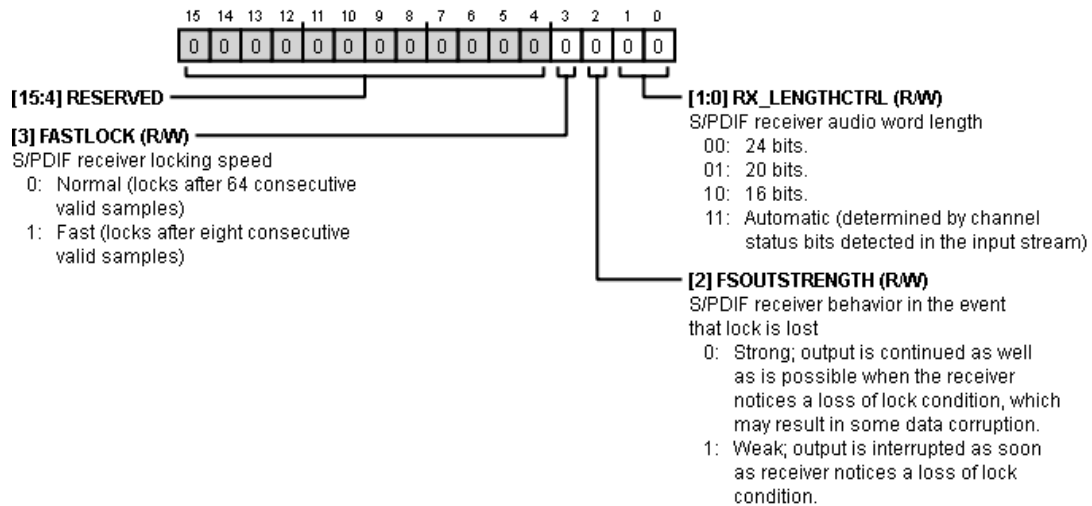 15 14 13 12 11 10 9 8 7 6 5 4 3 2 1 0
0 0 0 0 0 0 0 0 0 0 0 0 0 0 0 0
[15:4] RESERVED
[3] FASTLOCK (R/W)
S/PDIF receiver locking speed
0: Normal (locks after 64 consecutive
valid samples)
1: Fast (locks after eight consecutive
valid samples)
[1:0] RX_LENGTHCTRL (R/W)
S/PDIF receiver audio word length
00: 24 bits.
01: 20 bits.
10: 16 bits.
11: Automatic (determined by channel
status bits detected in the input stream)
[2] FSOUTSTRENGTH (R/W)
S/PDIF receiver behavior in the event
that lock is lost
0: Strong; output is continued as well
as is possible when the receiver
notices a loss of lock condition, which
may result in some data corruption.
1: Weak; output is interrupted as soon
as receiver notices a loss of lock
condition.